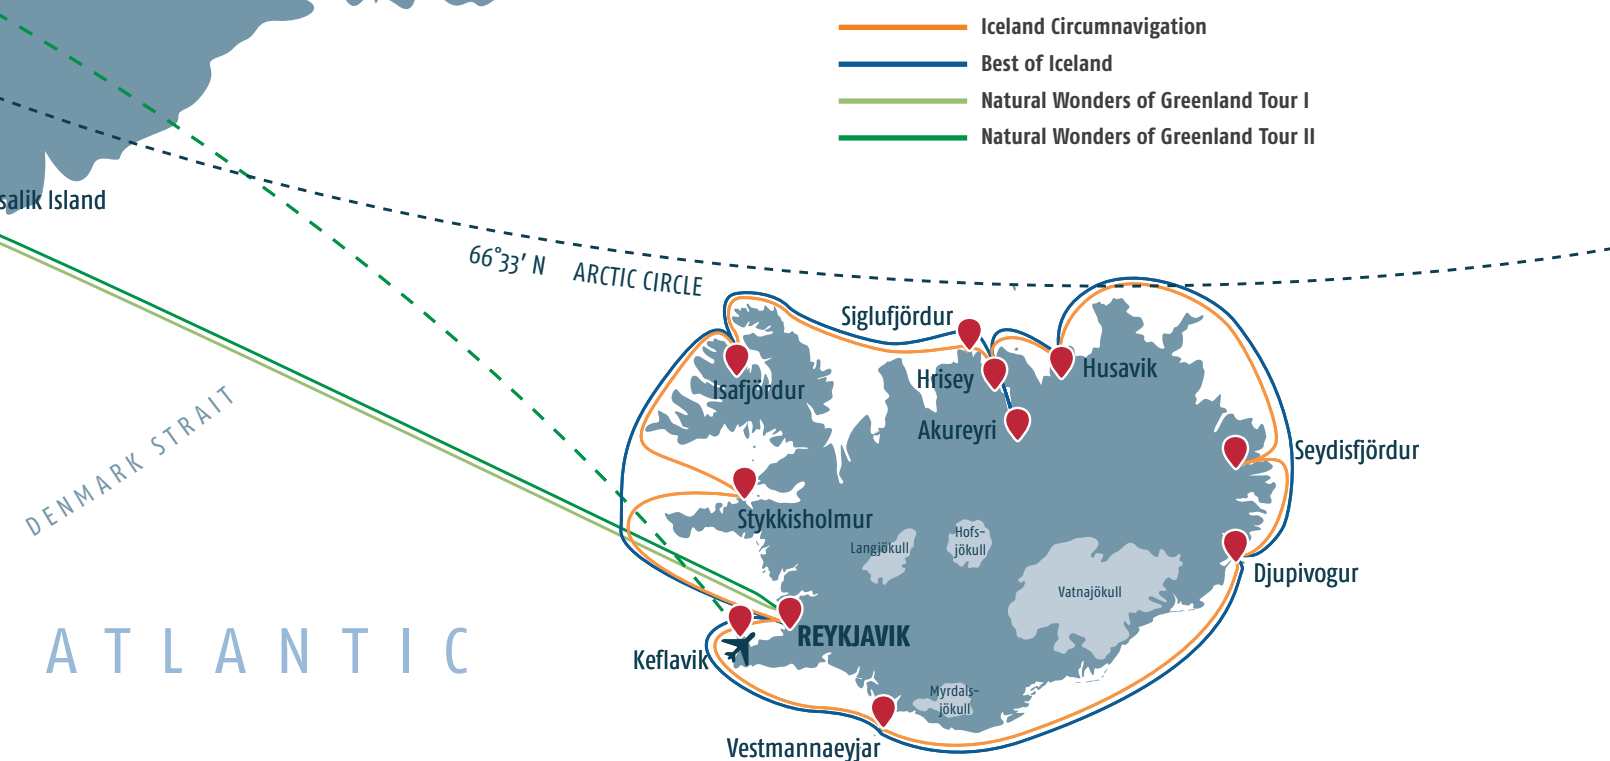 Iceland Circumnavigation
Best of Iceland
Natural Wonders of Greenland Tour I
Natural Wonders of Greenland Tour II
salik Island
66°33' N ARCTIC CIRCLE
Siglufjördur
Isafjördur
Hrisey
Husavik
Akureyri
Seydisfjördur
DENMARK STRAIT
Stykkisholmur
Langjökull
Hofs-
jökull
Vatnajökull
Djupivogur
REYKJAVIK
Keflavik
ATLANTIC
Myrdals-
jökull
Vestmannaeyjar